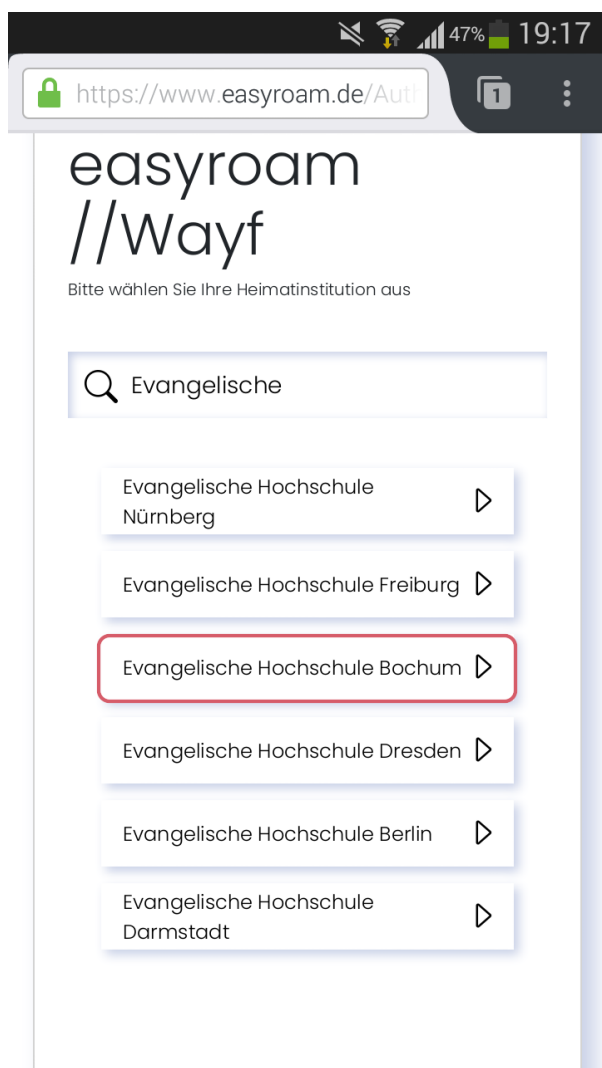 47% 19:17
https://www.easyroam.de/Auth
1
easyroam
//Wayf
Bitte wählen Sie Ihre Heimatinstitution aus
Evangelische
Evangelische Hochschule
Nürnberg
Evangelische Hochschule Freiburg
Evangelische Hochschule Bochum
Evangelische Hochschule Dresden
Evangelische Hochschule Berlin
Evangelische Hochschule
Darmstadt